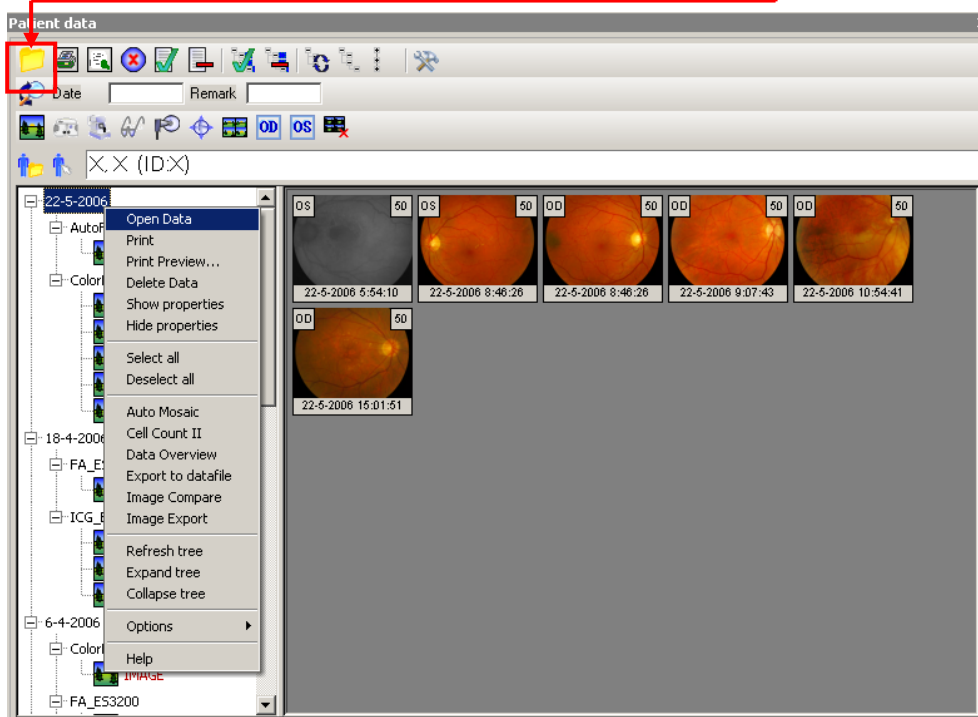 Patient data
Date Remark
OD OS
X, X (ID:X)
22-5-2006
AutoF
Colorl
18-4-2006
FA_E
ICG_E
6-4-2006
Colorl
IMAGE
FA_ES3200
Open Data
Print
Print Preview...
Delete Data
Show properties
Hide properties
Select all
Deselect all
Auto Mosaic
Cell Count II
Data Overview
Export to datafile
Image Compare
Image Export
Refresh tree
Expand tree
Collapse tree
Options
Help
OS 50 OS 50 OD 50 OD 50 OD 50
22-5-2006 5:54:10 22-5-2006 8:46:26 22-5-2006 8:46:26 22-5-2006 9:07:43 22-5-2006 10:54:41
OD 50
22-5-2006 15:01:51